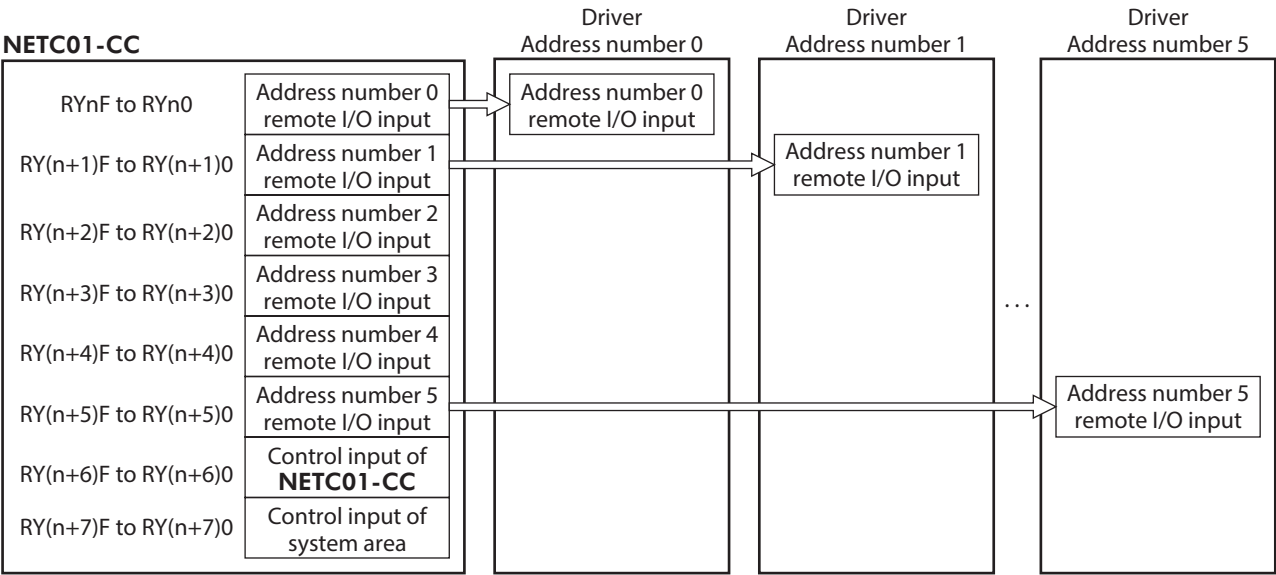 Driver
Address number 0
Driver
Address number 1
Driver
Address number 5
NETC01-CC
RYnF to RYn0
Address number 0
remote I/O input
Address number 0
remote I/O input
RY(n+1)F to RY(n+1)0
Address number 1
remote I/O input
Address number 1
remote I/O input
RY(n+2)F to RY(n+2)0
Address number 2
remote I/O input
RY(n+3)F to RY(n+3)0
Address number 3
remote I/O input
...
RY(n+4)F to RY(n+4)0
Address number 4
remote I/O input
RY(n+5)F to RY(n+5)0
Address number 5
remote I/O input
Address number 5
remote I/O input
RY(n+6)F to RY(n+6)0
Control input of
NETC01-CC
RY(n+7)F to RY(n+7)0
Control input of
system area